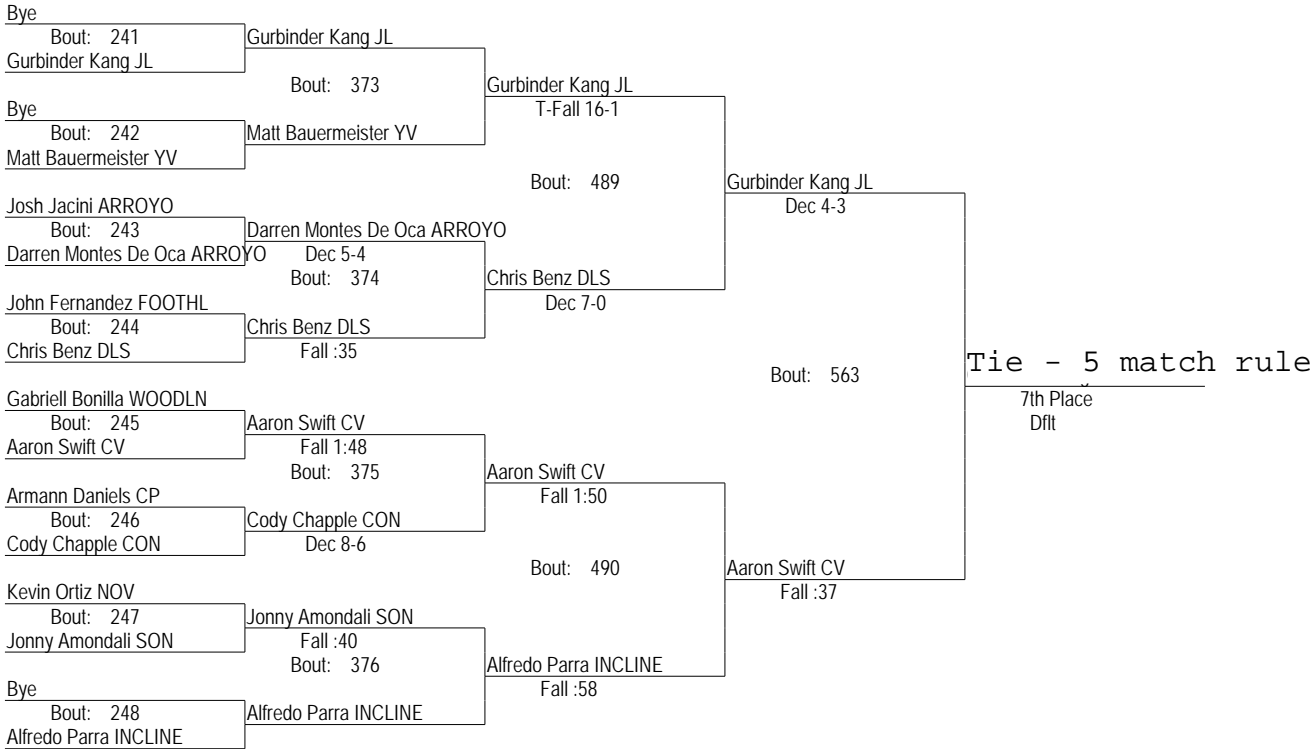 Bye
Bout: 241
Gurbinder Kang JL
Gurbinder Kang JL
Bout: 373
Gurbinder Kang JL
T-Fall 16-1
Bye
Bout: 242
Matt Bauermeister YV
Matt Bauermeister YV
Bout: 489
Gurbinder Kang JL
Dec 4-3
Josh Jacini ARROYO
Bout: 243
Darren Montes De Oca ARROYO
Darren Montes De Oca ARROYO
Dec 5-4
Bout: 374
Chris Benz DLS
Dec 7-0
John Fernandez FOOTHL
Bout: 244
Chris Benz DLS
Chris Benz DLS
Fall :35
Bout: 563
Tie - 5 match rule
7th Place
Dflt
Gabriell Bonilla WOODLN
Bout: 245
Aaron Swift CV
Aaron Swift CV
Fall 1:48
Bout: 375
Aaron Swift CV
Fall 1:50
Armann Daniels CP
Bout: 246
Cody Chapple CON
Cody Chapple CON
Dec 8-6
Bout: 490
Aaron Swift CV
Fall :37
Kevin Ortiz NOV
Bout: 247
Jonny Amondali SON
Jonny Amondali SON
Fall :40
Bout: 376
Alfredo Parra INCLINE
Fall :58
Bye
Bout: 248
Alfredo Parra INCLINE
Alfredo Parra INCLINE